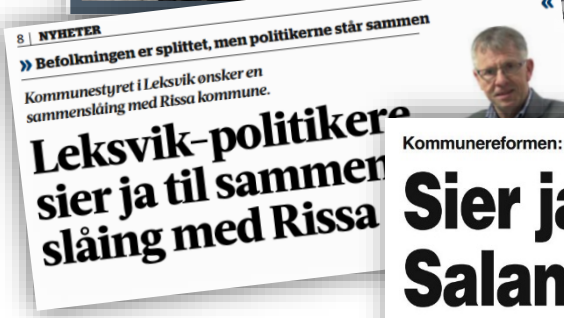 8 | NYHETER
» Befolkningen er splittet, men politikerne står sammen
Kommunestyret i Leksvik ønsker en
sammenslåing med Rissa kommune.
Leksvik-politikere
sier ja til sammen
slåing med Rissa
«
Kommunereformen:
Sier ja
Salan